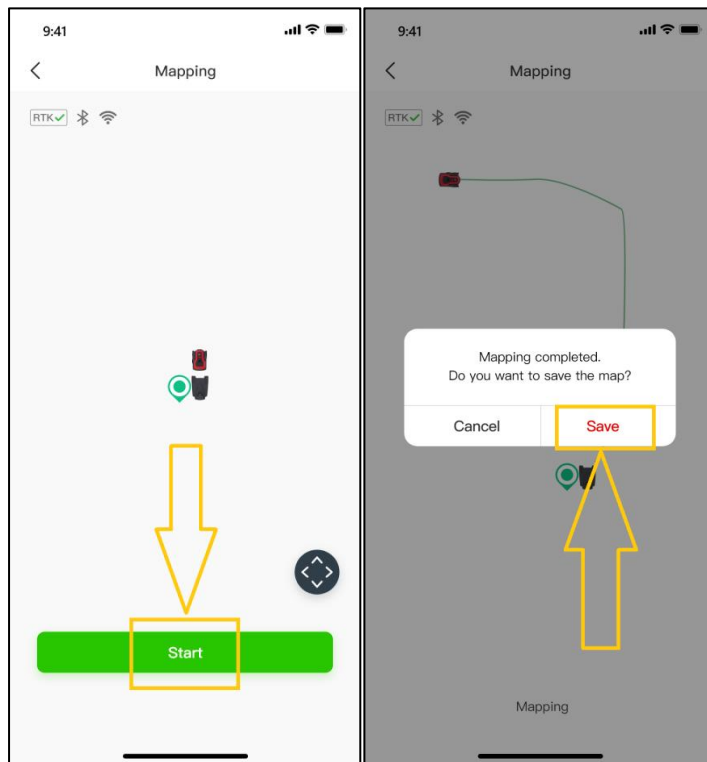 9:41
Mapping
RTK
Start
9:41
Mapping
RTK
Mapping completed.
Do you want to save the map?
Cancel
Save
Mapping